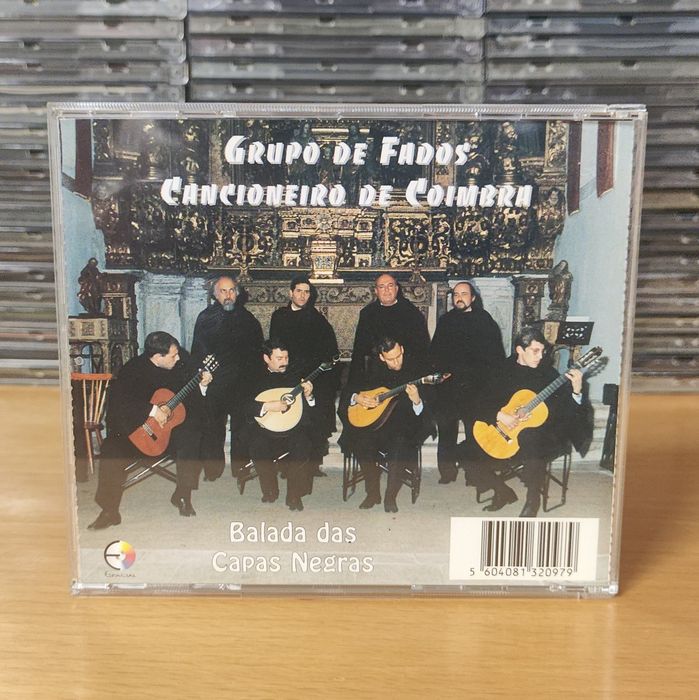 Grupo de Fados
Cancioneiro de Coimbra
Balada das
Capas Negras
5 604081 320979